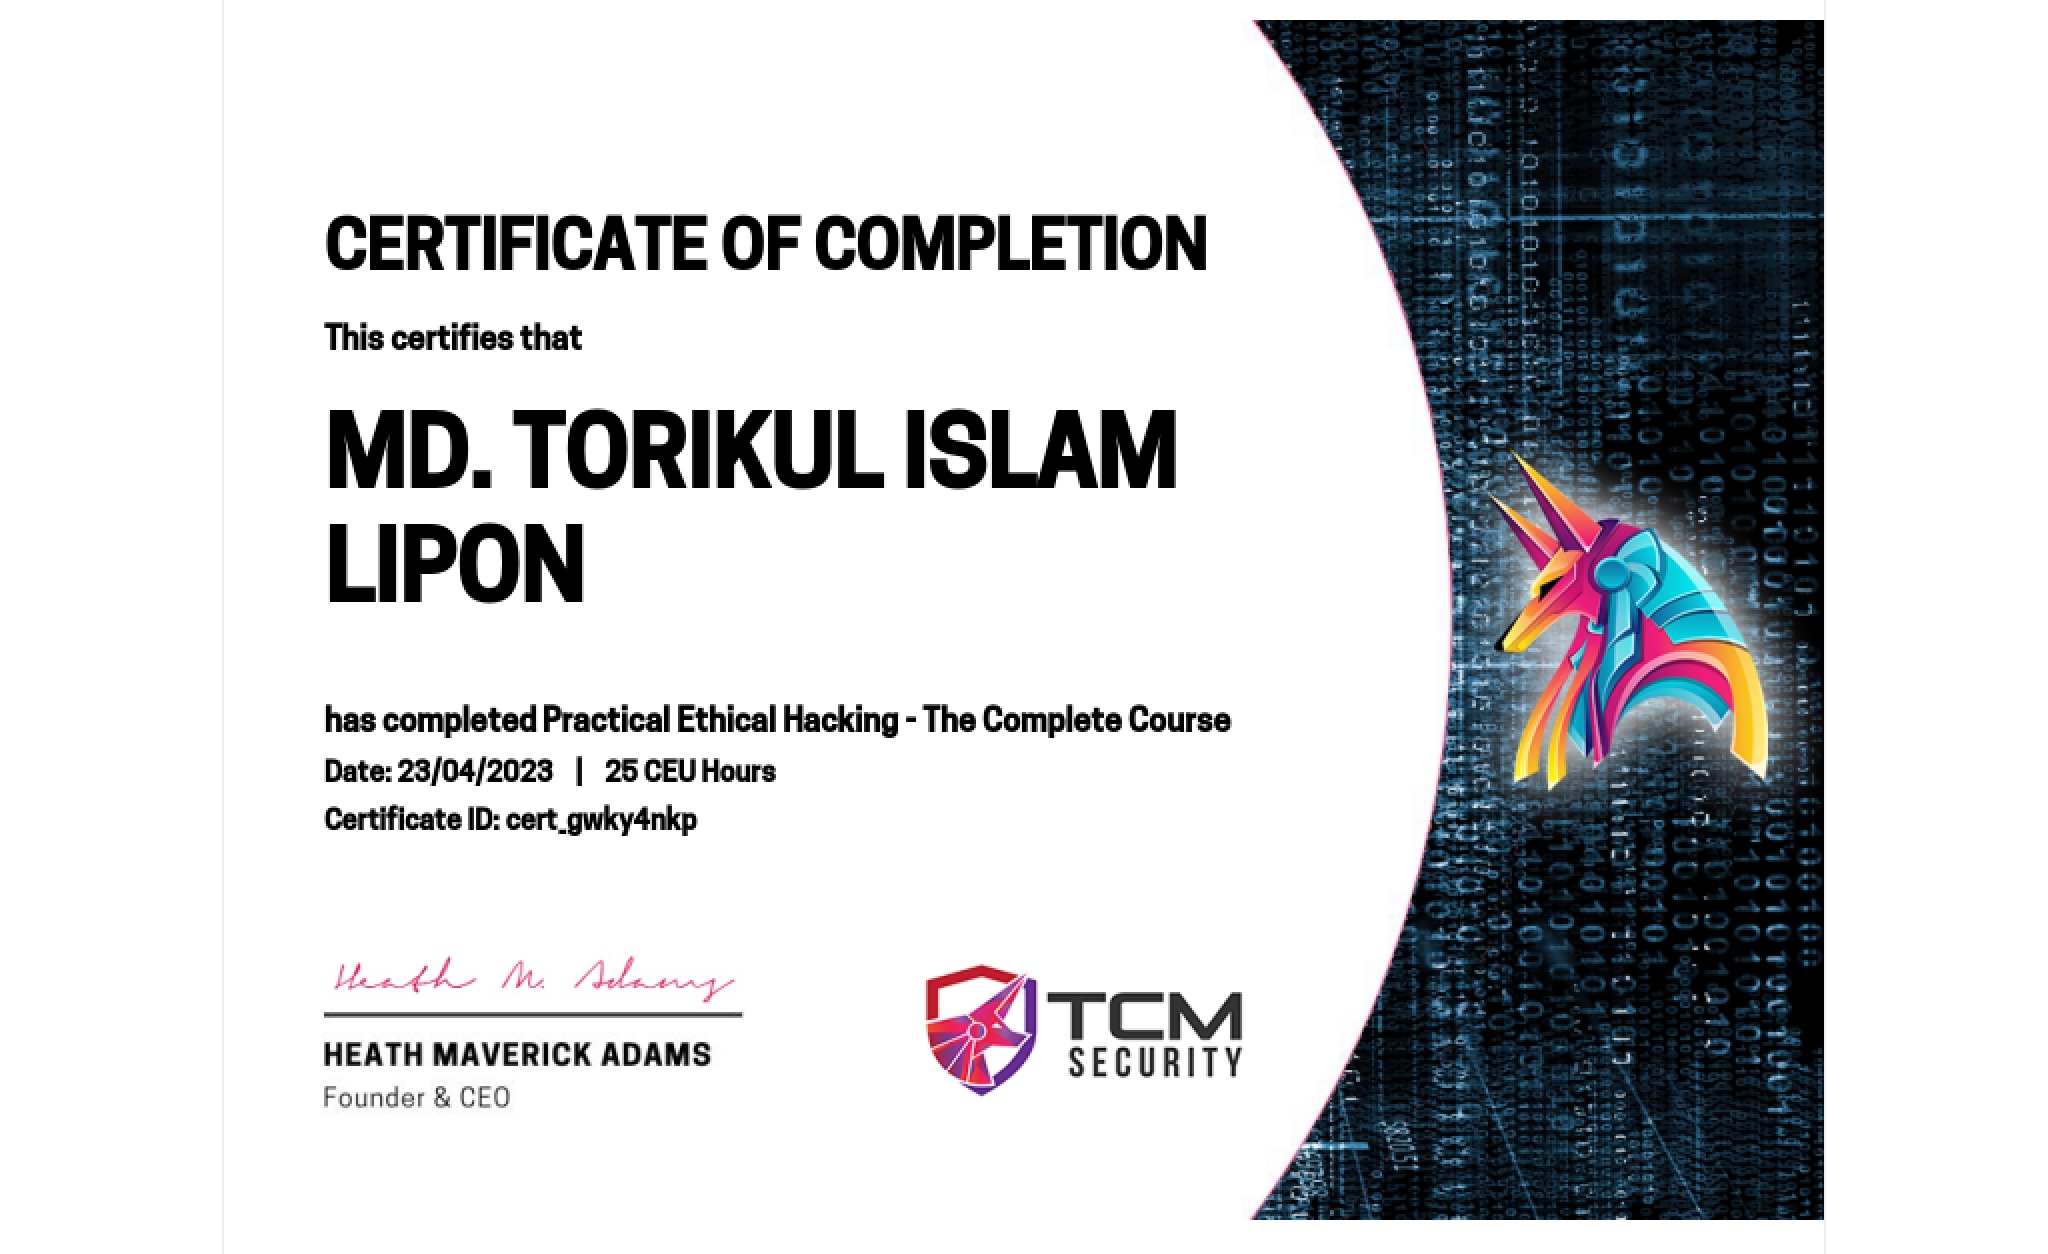 CERTIFICATE OF COMPLETION
This certifies that
MD. TORIKUL ISLAM
LIPON
has completed Practical Ethical Hacking - The Complete Course
Date: 23/04/2023 | 25 CEU Hours
Certificate ID: cert_gwky4nkp
Heath M. Adams
HEATH MAVERICK ADAMS
Founder & CEO
TCM
SECURITY